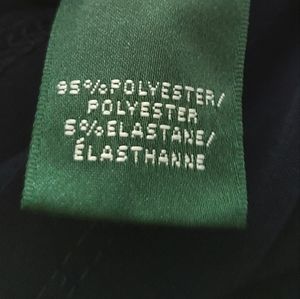 95%POLYESTER/
POLYESTER
5%ELASTANE/
ÉLASTHANNE